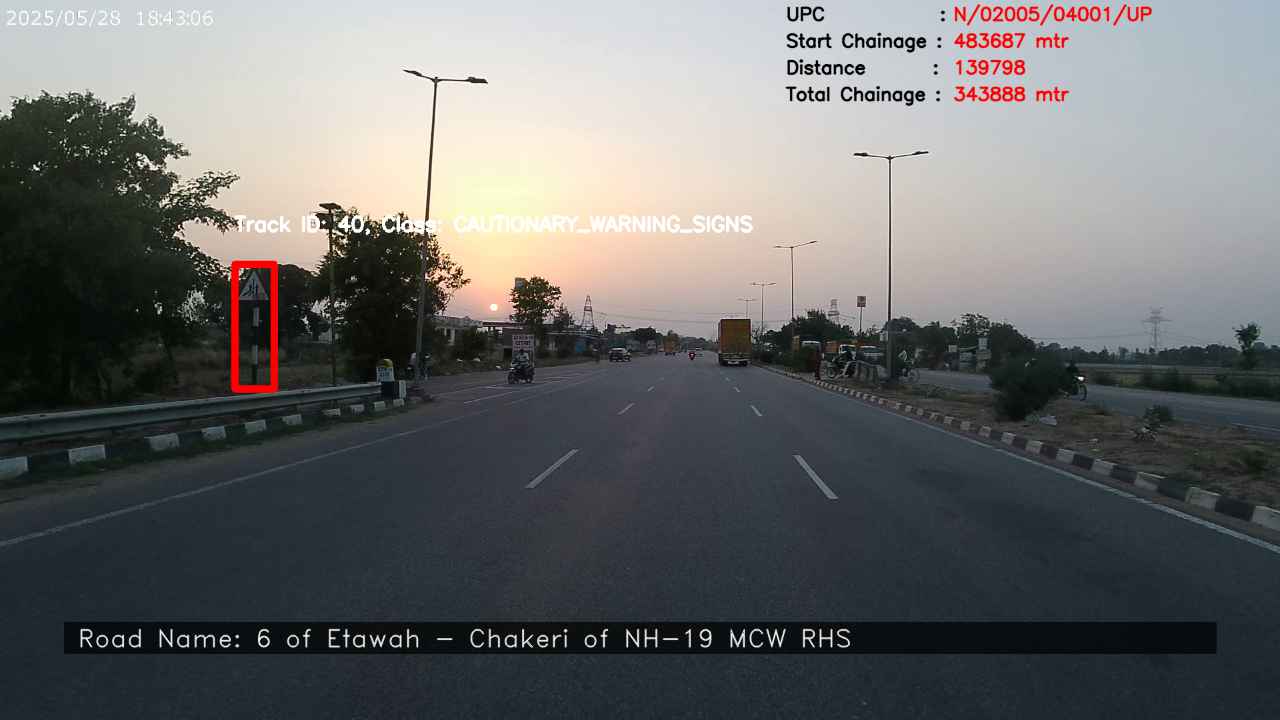 2025/05/28 18:43:06
UPC : N/02005/04001/UP
Start Chainage : 483687 mtr
Distance : 139798
Total Chainage : 343888 mtr
Track ID: 40, Class: CAUTIONARY_WARNING_SIGNS
Road Name: 6 of Etawah - Chakeri of NH-19 MCW RHS